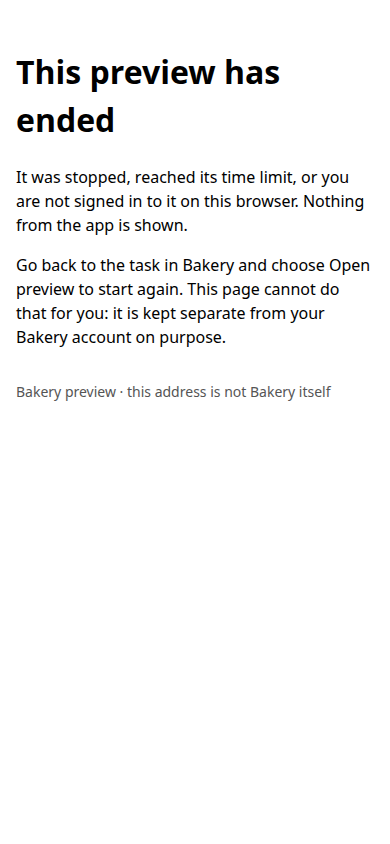 This preview has
ended
It was stopped, reached its time limit, or you
are not signed in to it on this browser. Nothing
from the app is shown.
Go back to the task in Bakery and choose Open
preview to start again. This page cannot do
that for you: it is kept separate from your
Bakery account on purpose.
Bakery preview · this address is not Bakery itself